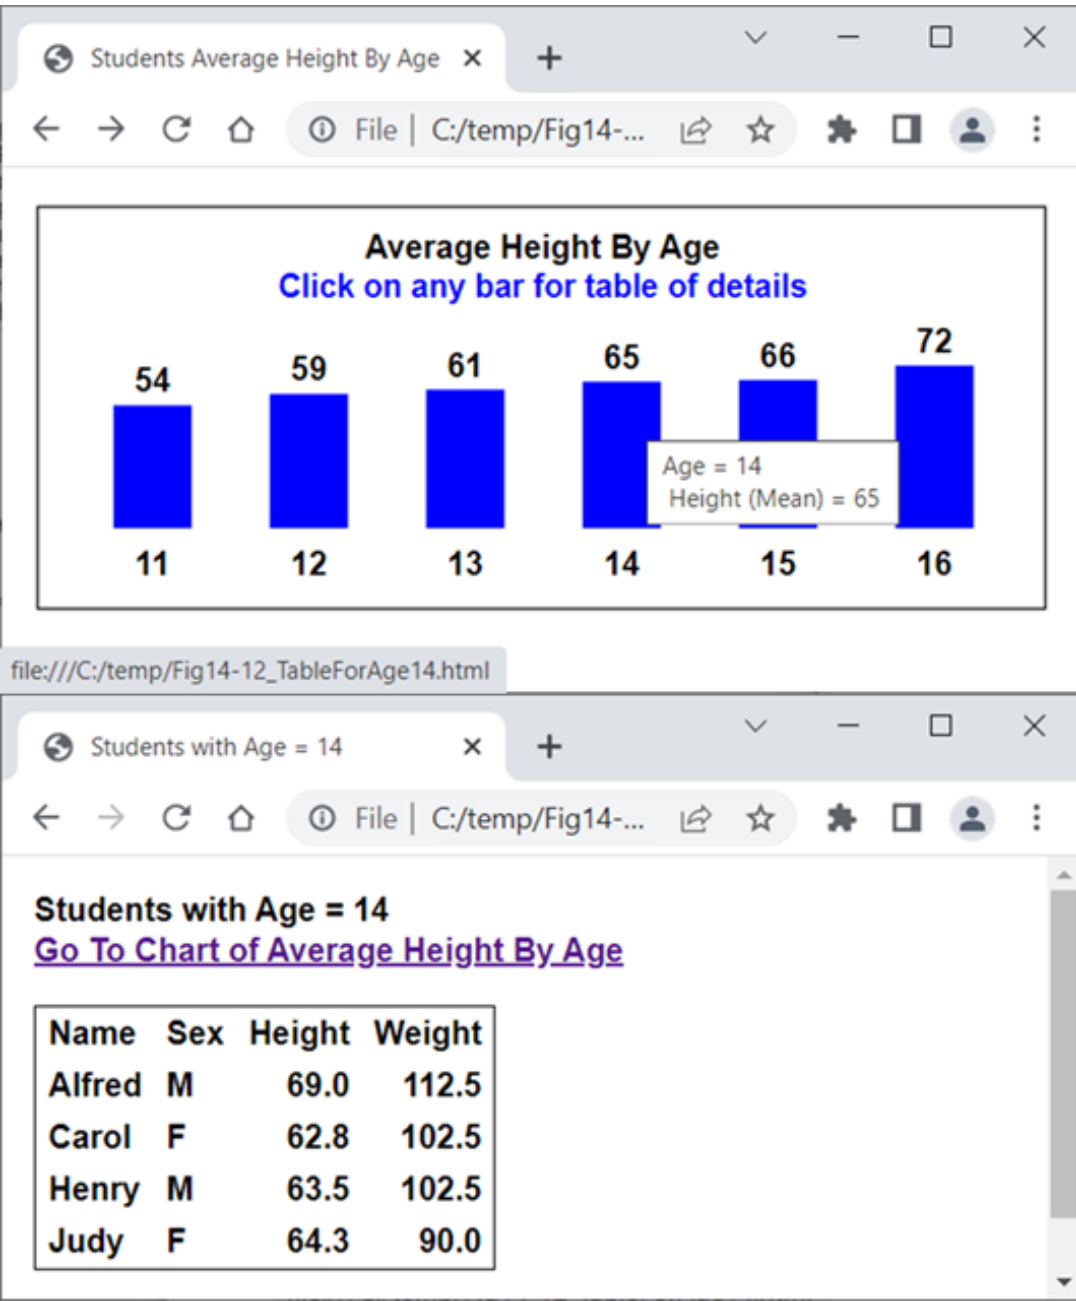 Students Average Height By Age
File | C:/temp/Fig14-...
Average Height By Age
Click on any bar for table of details
54 59 61 65 66 72
Age = 14
Height (Mean) = 65
11 12 13 14 15 16
file:///C:/temp/Fig14-12_TableForAge14.html
Students with Age = 14
File | C:/temp/Fig14-...
Students with Age = 14
Go To Chart of Average Height By Age
Name Sex Height Weight
Alfred M 69.0 112.5
Carol F 62.8 102.5
Henry M 63.5 102.5
Judy F 64.3 90.0